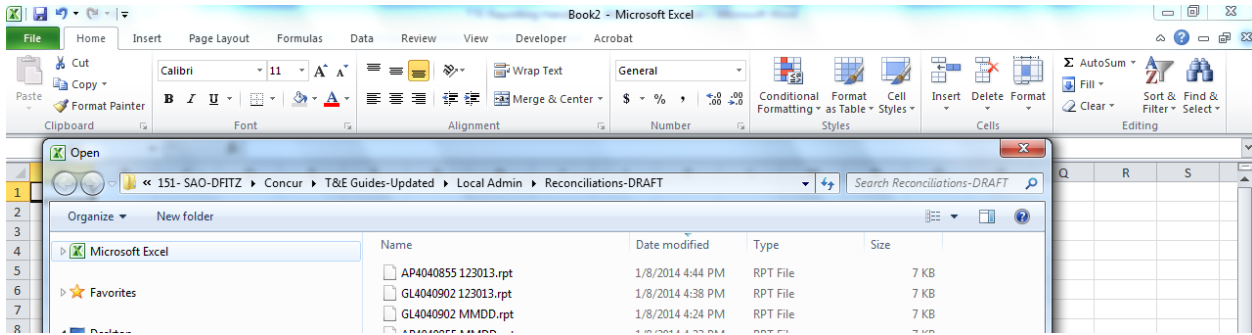 Book2 - Microsoft Excel
File Home Insert Page Layout Formulas Data Review View Developer Acrobat
Paste
Cut
Copy
Format Painter
Clipboard
Calibri 11
B I U
Font
Wrap Text
Merge & Center
Alignment
General
$ % ,
Number
Conditional Formatting
Format as Table
Cell Styles
Styles
Insert Delete Format
Cells
AutoSum
Fill
Clear
Sort & Filter
Find & Select
Editing
Open
« 151- SAO-DFITZ Concur T&E Guides-Updated Local Admin Reconciliations-DRAFT
Search Reconciliations-DRAFT
Organize New folder
Microsoft Excel
Favorites
Name Date modified Type Size
AP4040855 123013.rpt 1/8/2014 4:44 PM RPT File 7 KB
GL4040902 123013.rpt 1/8/2014 4:38 PM RPT File 7 KB
GL4040902 MMDD.rpt 1/8/2014 4:24 PM RPT File 7 KB
Q R S
1
2
3
4
5
6
7
8